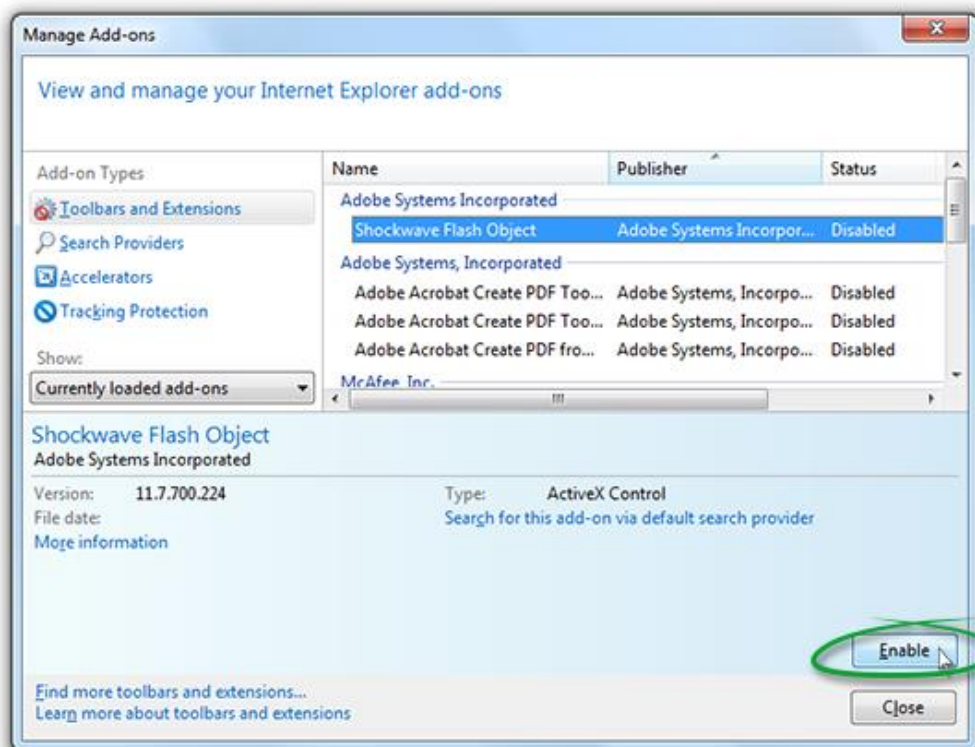 Manage Add-ons
View and manage your Internet Explorer add-ons
Add-on Types
Toolbars and Extensions
Search Providers
Accelerators
Tracking Protection
Show:
Currently loaded add-ons
Name Publisher Status
Adobe Systems Incorporated
Shockwave Flash Object Adobe Systems Incorpor... Disabled
Adobe Systems, Incorporated
Adobe Acrobat Create PDF Too... Adobe Systems, Incorpo... Disabled
Adobe Acrobat Create PDF Too... Adobe Systems, Incorpo... Disabled
Adobe Acrobat Create PDF fro... Adobe Systems, Incorpo... Disabled
McAfee, Inc.
Shockwave Flash Object
Adobe Systems Incorporated
Version: 11.7.700.224 Type: ActiveX Control
File date: Search for this add-on via default search provider
More information
Enable
Find more toolbars and extensions...
Learn more about toolbars and extensions
Close